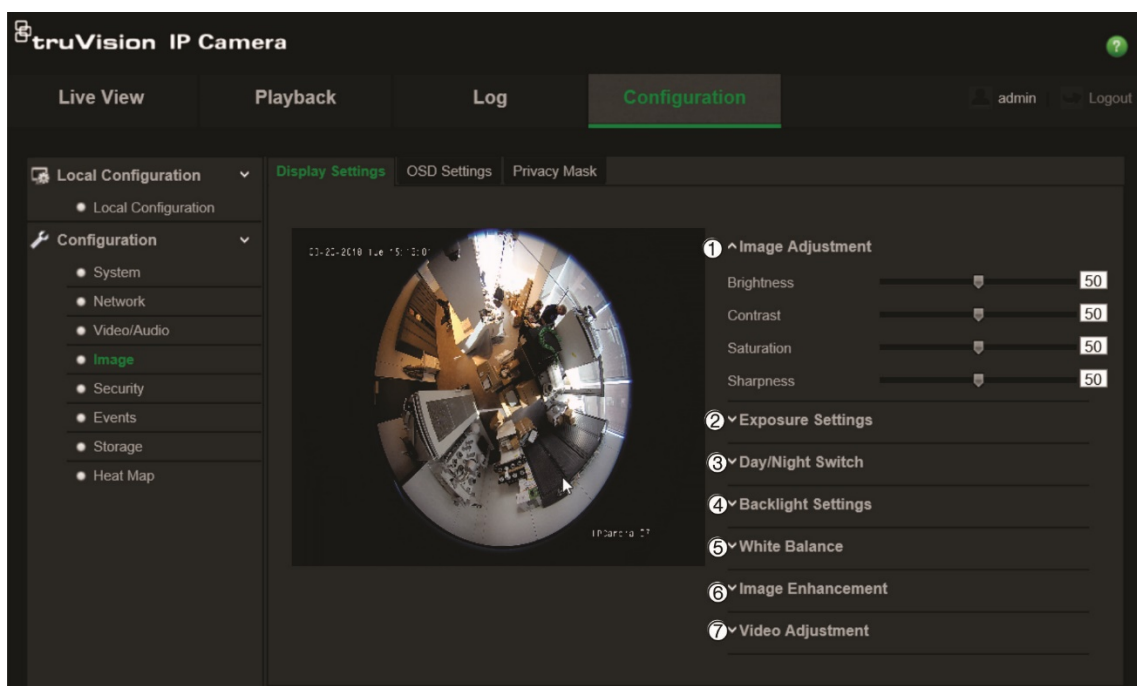 truVision IP Camera
?
Live View
Playback
Log
Configuration
admin
Logout
Local Configuration
Local Configuration
Configuration
System
Network
Video/Audio
Image
Security
Events
Storage
Heat Map
Display Settings
OSD Settings
Privacy Mask
1 Image Adjustment
Brightness 50
Contrast 50
Saturation 50
Sharpness 50
2 Exposure Settings
3 Day/Night Switch
4 Backlight Settings
5 White Balance
6 Image Enhancement
7 Video Adjustment